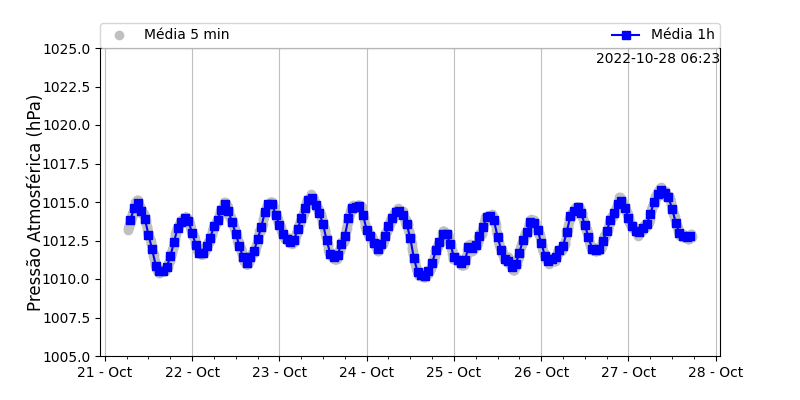 Média 5 min
Média 1h
2022-10-28 06:23
Pressão Atmosférica (hPa)
1025.0
1022.5
1020.0
1017.5
1015.0
1012.5
1010.0
1007.5
1005.0
21 - Oct
22 - Oct
23 - Oct
24 - Oct
25 - Oct
26 - Oct
27 - Oct
28 - Oct